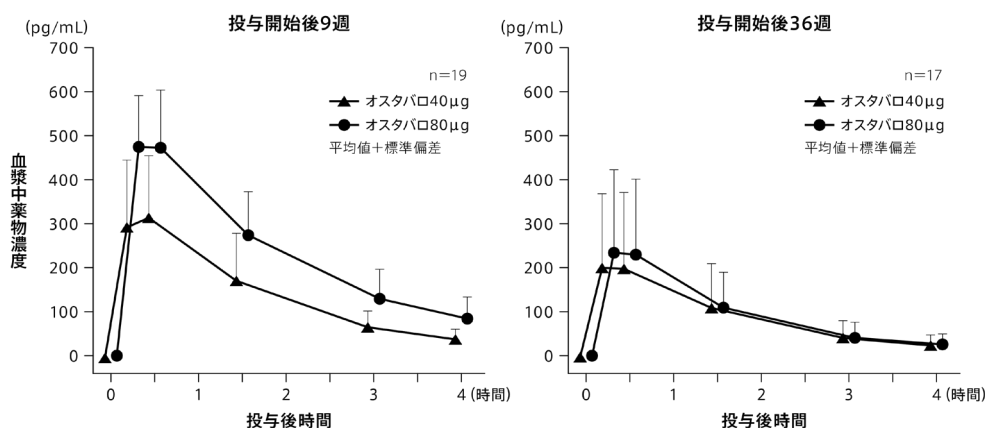 投与開始後9週
(pg/mL)
700
600
500
400
300
200
100
0
血漿中薬物濃度
n=19
オスタバロ40μg
オスタバロ80μg
平均値+標準偏差
0 1 2 3 4 (時間)
投与後時間
投与開始後36週
(pg/mL)
700
600
500
400
300
200
100
0
n=17
オスタバロ40μg
オスタバロ80μg
平均値+標準偏差
0 1 2 3 4 (時間)
投与後時間